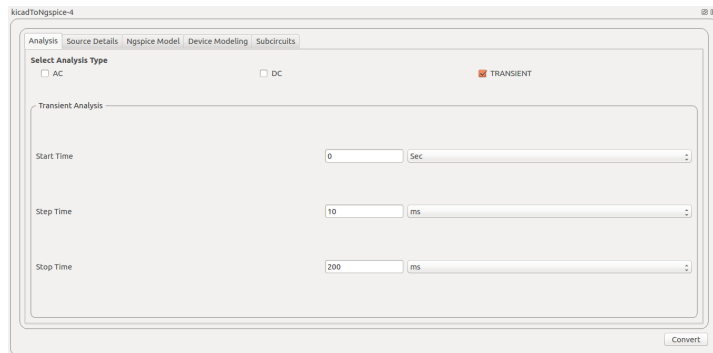 kicadToNgspice-4
Analysis Source Details Ngspice Model Device Modeling Subcircuits
Select Analysis Type
AC DC TRANSIENT
Transient Analysis
Start Time 0 Sec
Step Time 10 ms
Stop Time 200 ms
Convert